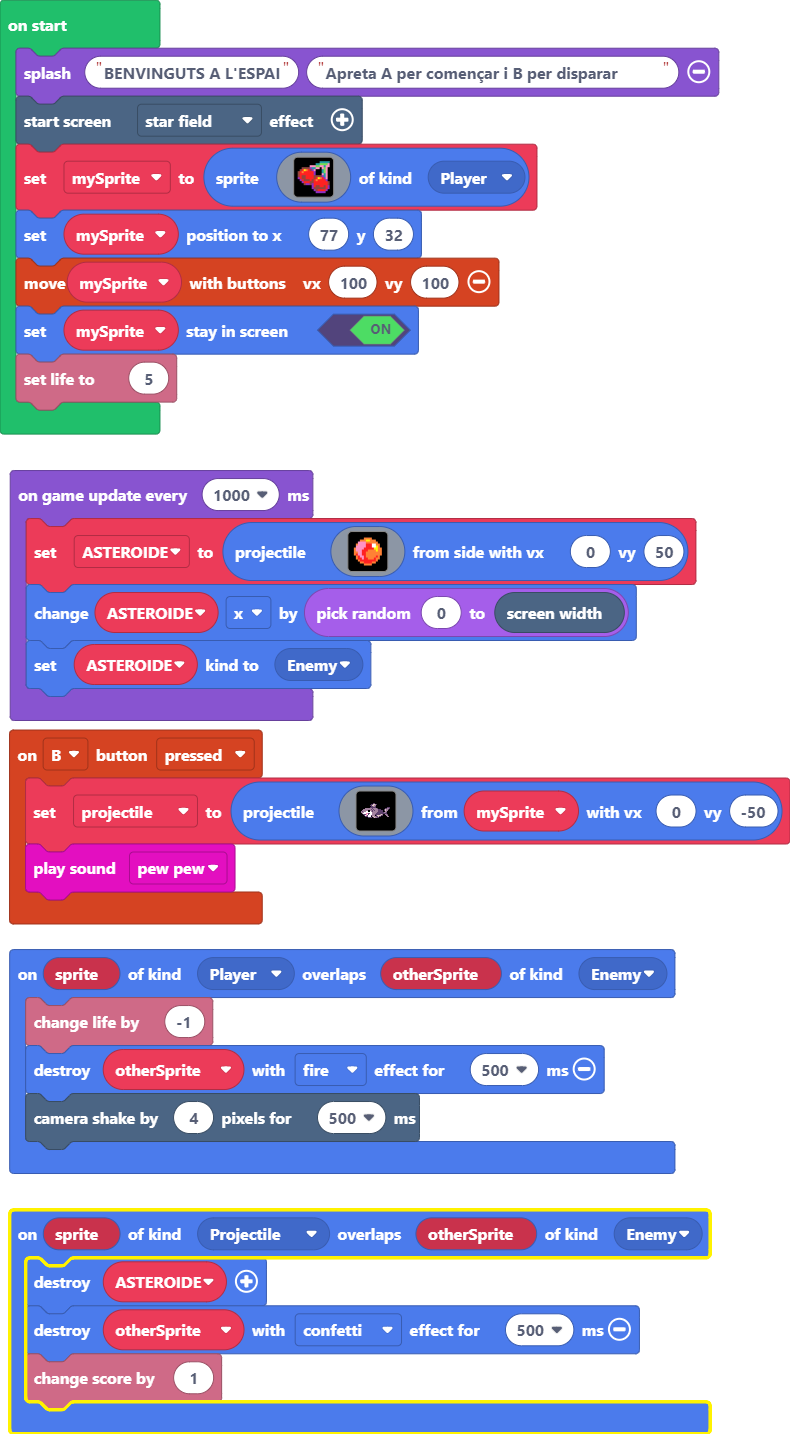 on start
splash "BENVINGUTS A L'ESPAI" "Apreta A per començar i B per disparar"
start screen star field effect
set mySprite to sprite of kind Player
set mySprite position to x 77 y 32
move mySprite with buttons vx 100 vy 100
set mySprite stay in screen ON
set life to 5
on game update every 1000 ms
set ASTEROIDE to projectile from side with vx 0 vy 50
change ASTEROIDE x by pick random 0 to screen width
set ASTEROIDE kind to Enemy
on B button pressed
set projectile to projectile from mySprite with vx 0 vy -50
play sound pew pew
on sprite of kind Player overlaps otherSprite of kind Enemy
change life by -1
destroy otherSprite with fire effect for 500 ms
camera shake by 4 pixels for 500 ms
on sprite of kind Projectile overlaps otherSprite of kind Enemy
destroy ASTEROIDE
destroy otherSprite with confetti effect for 500 ms
change score by 1